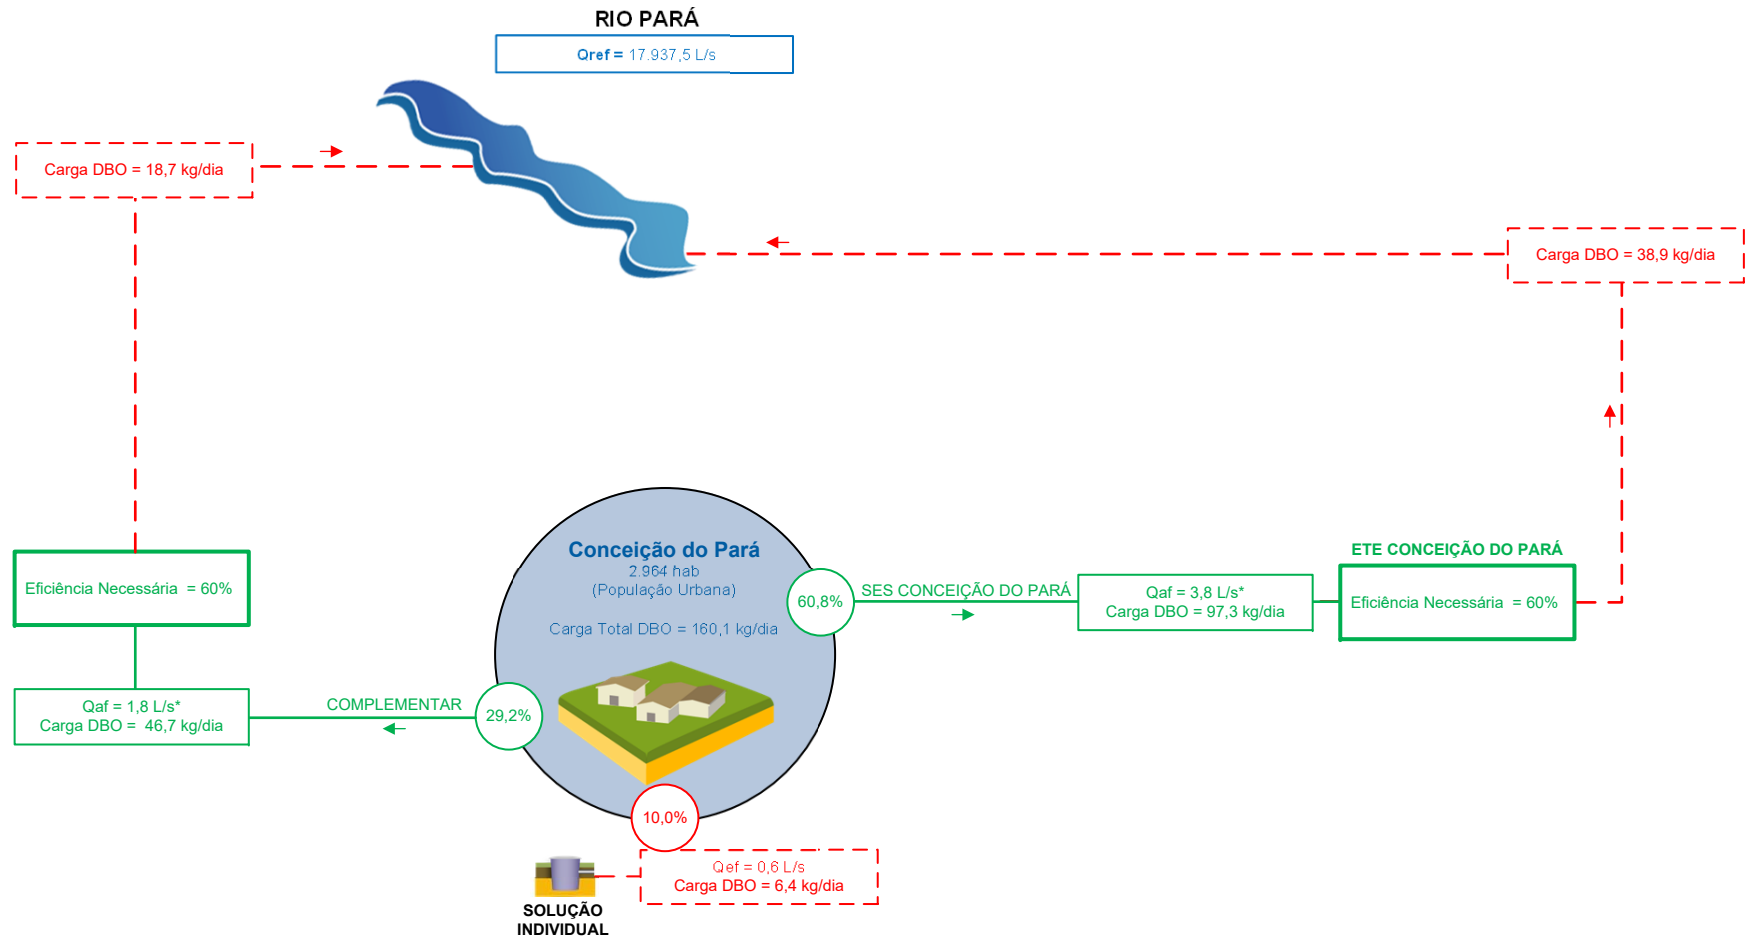 RIO PARÁ
Qref = 17.937,5 L/s
Carga DBO = 18,7 kg/dia
Carga DBO = 38,9 kg/dia
Conceição do Pará
2.964 hab
(População Urbana)
Carga Total DBO = 160,1 kg/dia
60,8%
SES CONCEIÇÃO DO PARÁ
Qaf = 3,8 L/s*
Carga DBO = 97,3 kg/dia
ETE CONCEIÇÃO DO PARÁ
Eficiência Necessária = 60%
Eficiência Necessária = 60%
Qaf = 1,8 L/s*
Carga DBO = 46,7 kg/dia
COMPLEMENTAR
29,2%
10,0%
Qef = 0,6 L/s
Carga DBO = 6,4 kg/dia
SOLUÇÃO
INDIVIDUAL